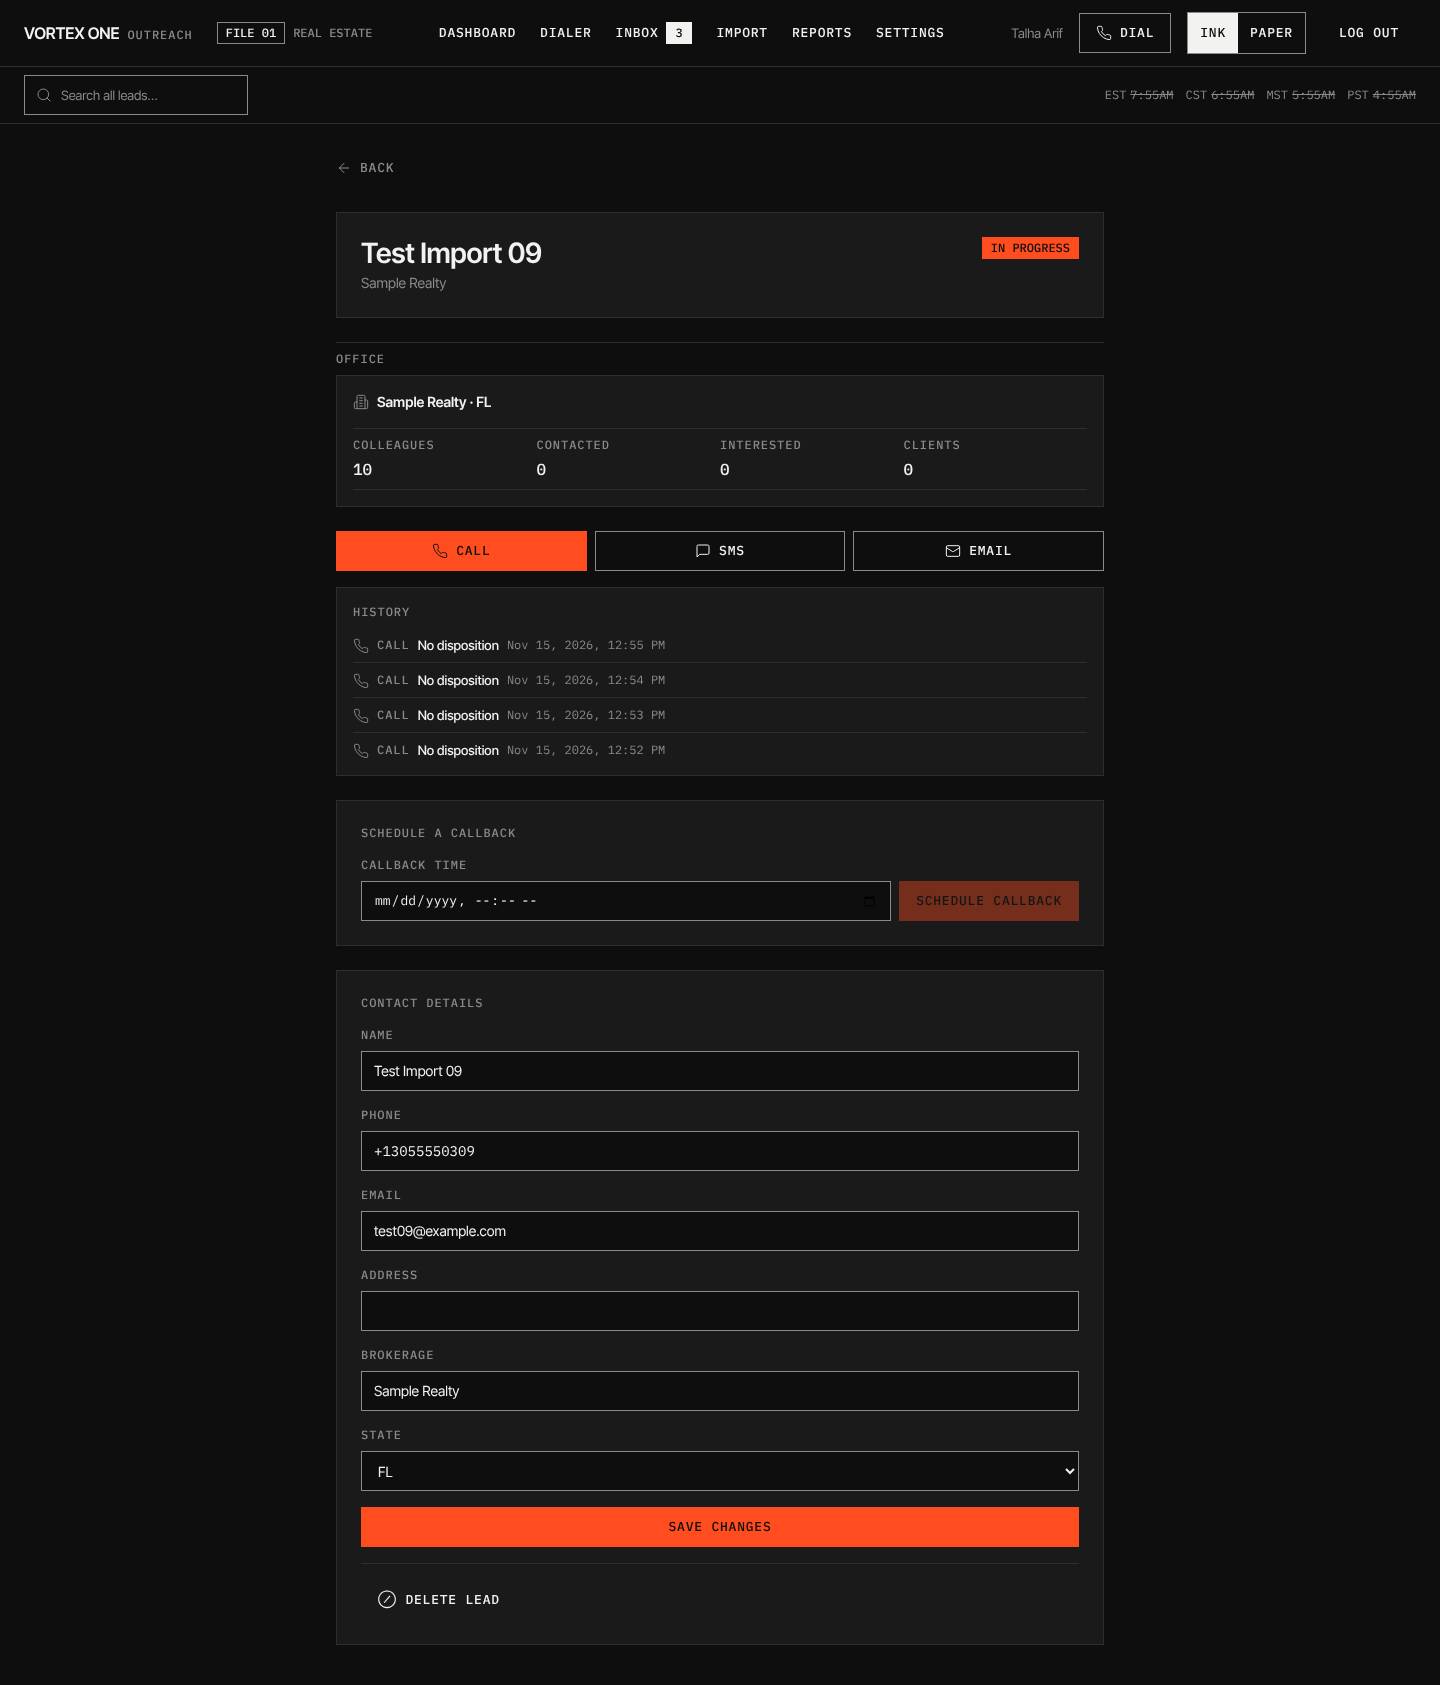 VORTEX ONE OUTREACH FILE 01 REAL ESTATE DASHBOARD DIALER INBOX 3 IMPORT REPORTS SETTINGS Talha Arif DIAL INK PAPER LOG OUT
Search all leads... EST 7:55AM CST 6:55AM MST 5:55AM PST 4:55AM
BACK
Test Import 09 IN PROGRESS
Sample Realty
OFFICE
Sample Realty · FL
COLLEAGUES CONTACTED INTERESTED CLIENTS
10 0 0 0
CALL SMS EMAIL
HISTORY
CALL No disposition Nov 15, 2026, 12:55 PM
CALL No disposition Nov 15, 2026, 12:54 PM
CALL No disposition Nov 15, 2026, 12:53 PM
CALL No disposition Nov 15, 2026, 12:52 PM
SCHEDULE A CALLBACK
CALLBACK TIME
mm/dd/yyyy, --:-- -- SCHEDULE CALLBACK
CONTACT DETAILS
NAME
Test Import 09
PHONE
+13055550309
EMAIL
test09@example.com
ADDRESS
BROKERAGE
Sample Realty
STATE
FL
SAVE CHANGES
DELETE LEAD